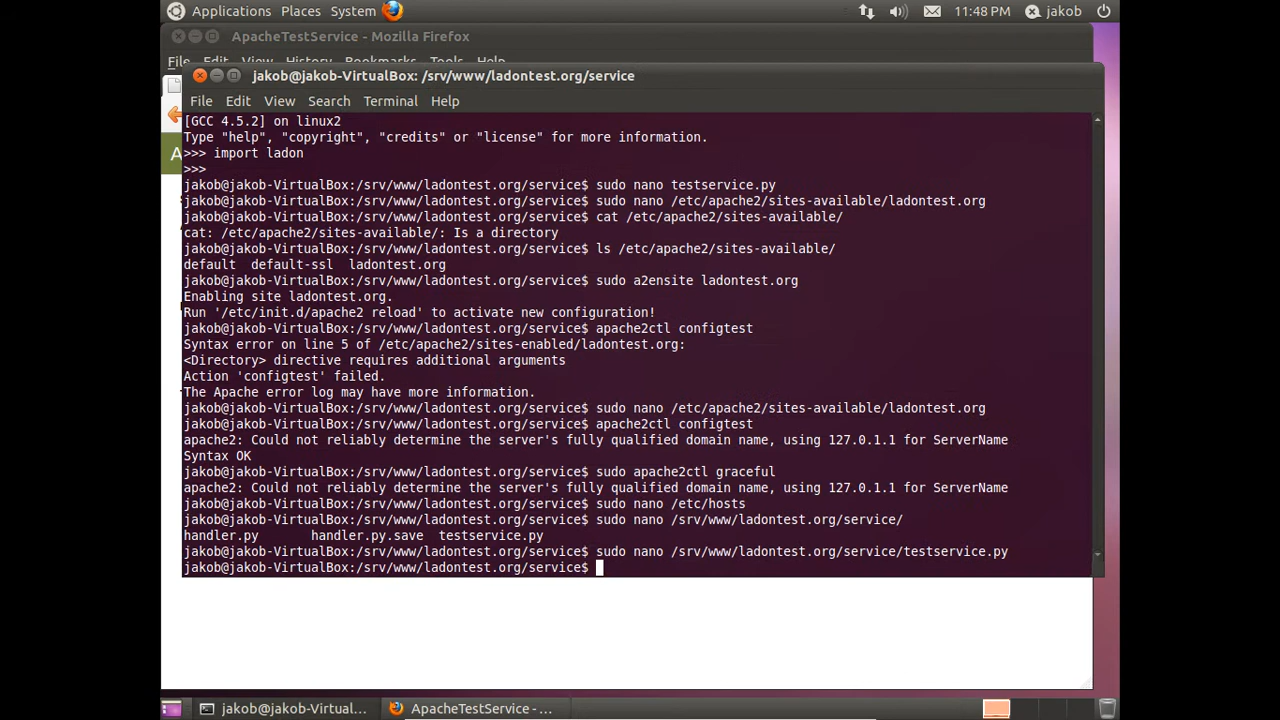 Applications Places System 11:48 PM jakob
ApacheTestService - Mozilla Firefox
File Edit View History Bookmarks Tools Help
jakob@jakob-VirtualBox: /srv/www/ladontest.org/service
File Edit View Search Terminal Help
[GCC 4.5.2] on linux2
Type "help", "copyright", "credits" or "license" for more information.
>>> import ladon
>>>
jakob@jakob-VirtualBox:/srv/www/ladontest.org/service$ sudo nano testservice.py
jakob@jakob-VirtualBox:/srv/www/ladontest.org/service$ sudo nano /etc/apache2/sites-available/ladontest.org
jakob@jakob-VirtualBox:/srv/www/ladontest.org/service$ cat /etc/apache2/sites-available/
cat: /etc/apache2/sites-available/: Is a directory
jakob@jakob-VirtualBox:/srv/www/ladontest.org/service$ ls /etc/apache2/sites-available/
default  default-ssl  ladontest.org
jakob@jakob-VirtualBox:/srv/www/ladontest.org/service$ sudo a2ensite ladontest.org
Enabling site ladontest.org.
Run '/etc/init.d/apache2 reload' to activate new configuration!
jakob@jakob-VirtualBox:/srv/www/ladontest.org/service$ apache2ctl configtest
Syntax error on line 5 of /etc/apache2/sites-enabled/ladontest.org:
<Directory> directive requires additional arguments
Action 'configtest' failed.
The Apache error log may have more information.
jakob@jakob-VirtualBox:/srv/www/ladontest.org/service$ sudo nano /etc/apache2/sites-available/ladontest.org
jakob@jakob-VirtualBox:/srv/www/ladontest.org/service$ apache2ctl configtest
apache2: Could not reliably determine the server's fully qualified domain name, using 127.0.1.1 for ServerName
Syntax OK
jakob@jakob-VirtualBox:/srv/www/ladontest.org/service$ sudo apache2ctl graceful
apache2: Could not reliably determine the server's fully qualified domain name, using 127.0.1.1 for ServerName
jakob@jakob-VirtualBox:/srv/www/ladontest.org/service$ sudo nano /etc/hosts
jakob@jakob-VirtualBox:/srv/www/ladontest.org/service$ sudo nano /srv/www/ladontest.org/service/
handler.py  handler.py.save  testservice.py
jakob@jakob-VirtualBox:/srv/www/ladontest.org/service$ sudo nano /srv/www/ladontest.org/service/testservice.py
jakob@jakob-VirtualBox:/srv/www/ladontest.org/service$
jakob@jakob-Virtual... ApacheTestService - ...